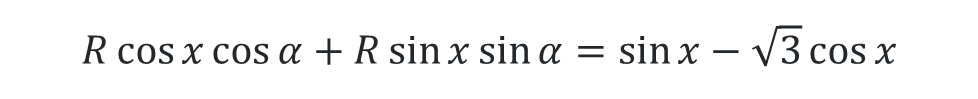 𝑅 cos 𝑥 cos 𝛼 + 𝑅 sin 𝑥 sin 𝛼 = sin 𝑥 − √3 cos 𝑥